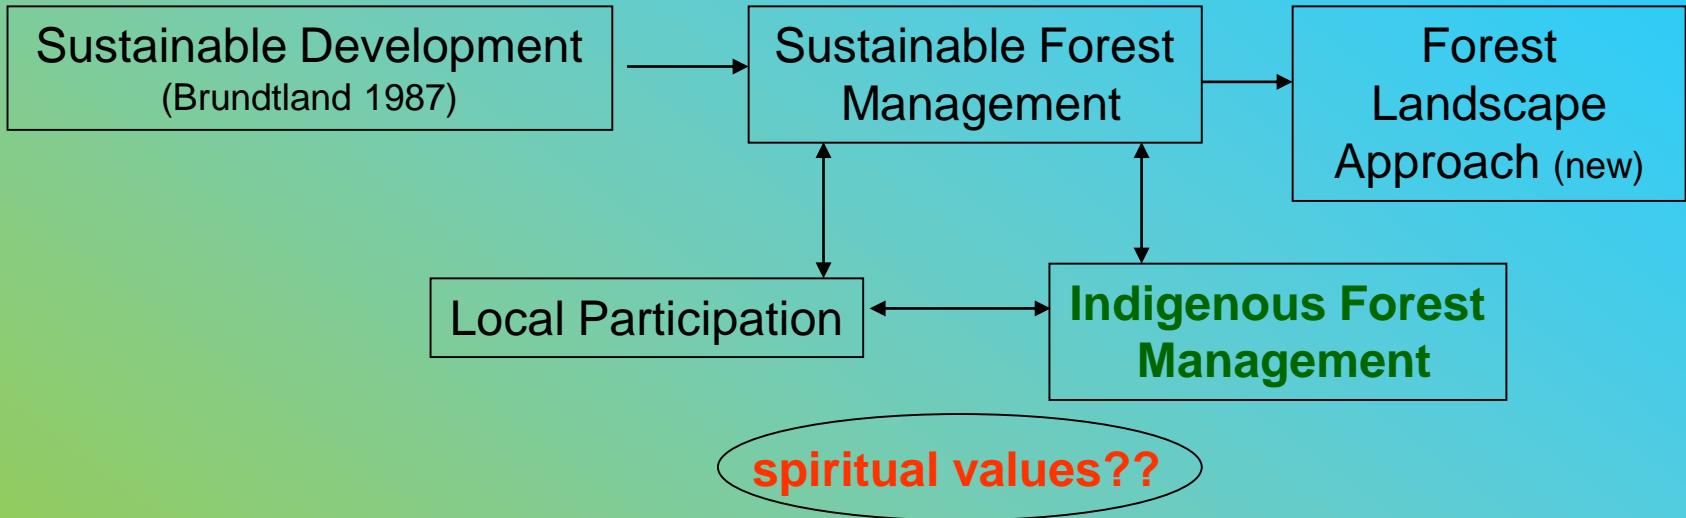 Sustainable Development
(Brundtland 1987)
Sustainable Forest
Management
Forest
Landscape
Approach (new)
Local Participation
Indigenous Forest
Management
spiritual values??